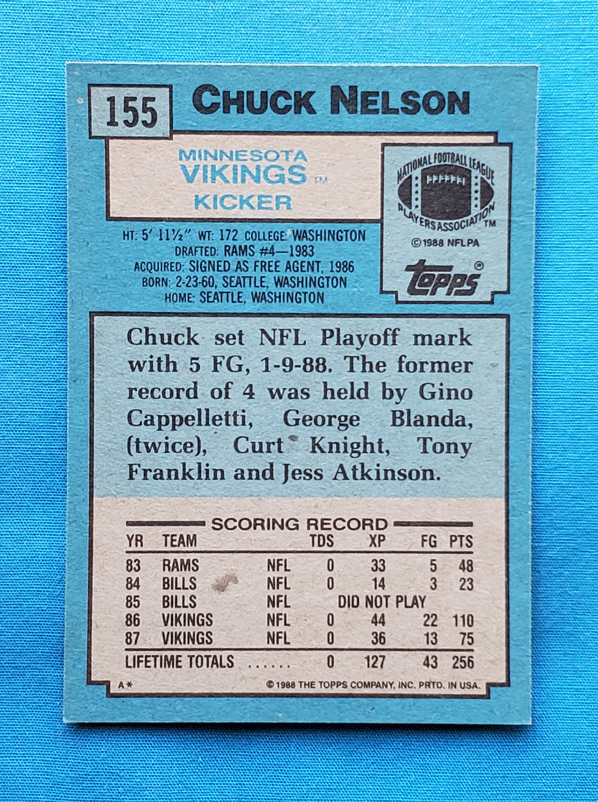 155 CHUCK NELSON
MINNESOTA
VIKINGS™
KICKER
NATIONAL FOOTBALL LEAGUE
PLAYERS ASSOCIATION™
©1988 NFLPA
topps®
HT: 5' 11½" WT: 172 COLLEGE: WASHINGTON
DRAFTED: RAMS #4—1983
ACQUIRED: SIGNED AS FREE AGENT, 1986
BORN: 2-23-60, SEATTLE, WASHINGTON
HOME: SEATTLE, WASHINGTON
Chuck set NFL Playoff mark
with 5 FG, 1-9-88. The former
record of 4 was held by Gino
Cappelletti, George Blanda,
(twice), Curt Knight, Tony
Franklin and Jess Atkinson.
SCORING RECORD
YR TEAM TDS XP FG PTS
83 RAMS NFL 0 33 5 48
84 BILLS NFL 0 14 3 23
85 BILLS NFL DID NOT PLAY
86 VIKINGS NFL 0 44 22 110
87 VIKINGS NFL 0 36 13 75
LIFETIME TOTALS ...... 0 127 43 256
A* ©1988 THE TOPPS COMPANY, INC. PRTD. IN USA.